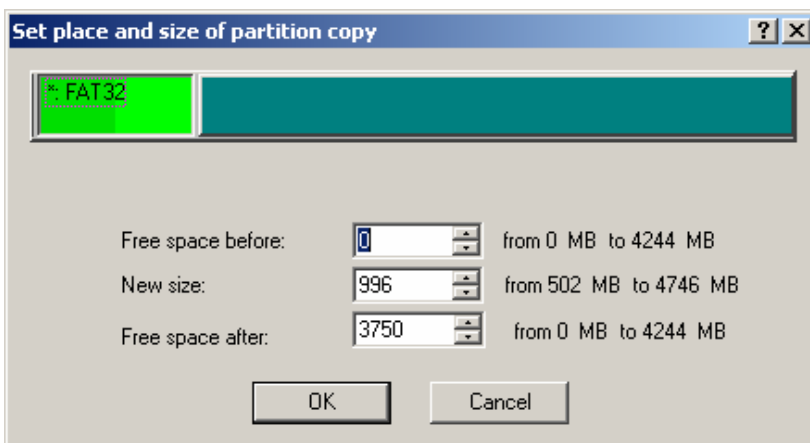 Set place and size of partition copy
*: FAT32
Free space before: 0 from 0 MB to 4244 MB
New size: 996 from 502 MB to 4746 MB
Free space after: 3750 from 0 MB to 4244 MB
OK Cancel